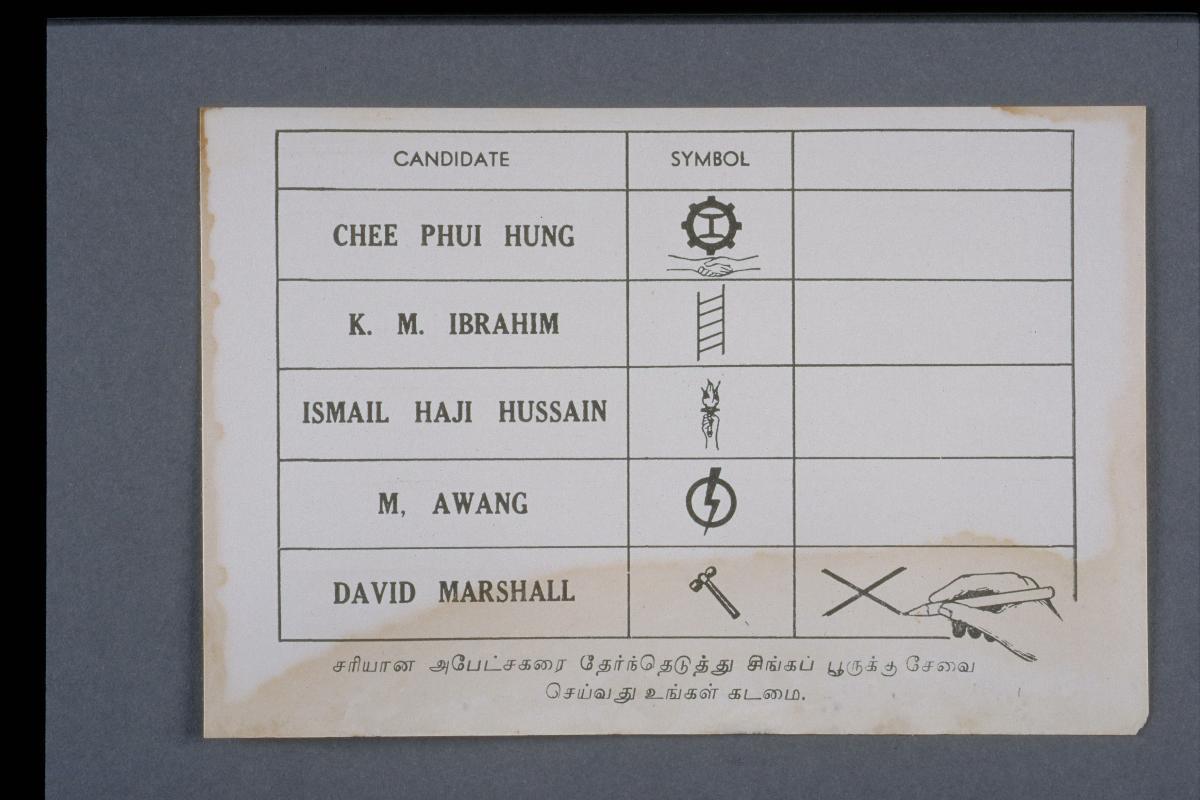 CANDIDATE SYMBOL
CHEE PHUI HUNG
K. M. IBRAHIM
ISMAIL HAJI HUSSAIN
M, AWANG
DAVID MARSHALL
சரியான அபேட்சகரை தேர்ந்தெடுத்து சிங்கப் பூருக்கு சேவை
செய்வது உங்கள் கடமை.